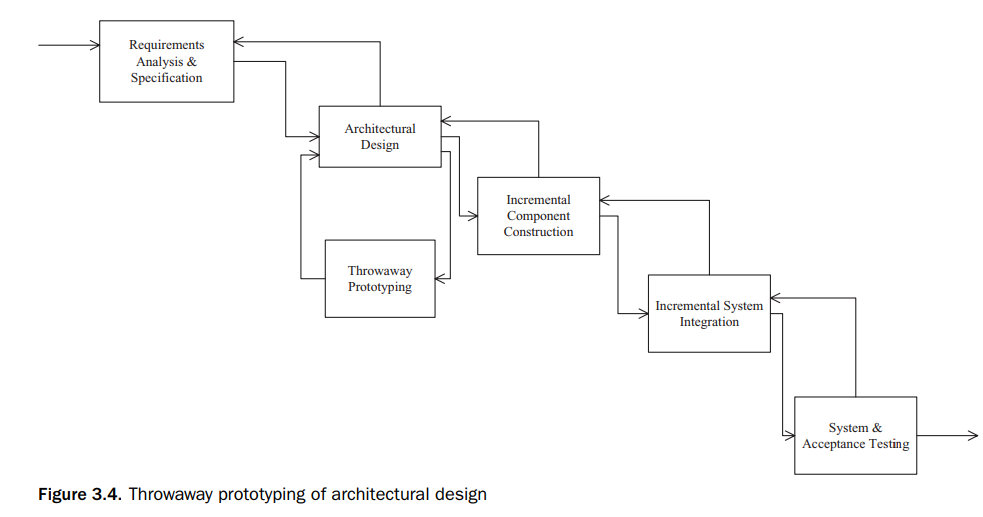 Requirements
Analysis &
Specification
Architectural
Design
Incremental
Component
Construction
Throwaway
Prototyping
Incremental System
Integration
System &
Acceptance Testing
Figure 3.4. Throwaway prototyping of architectural design